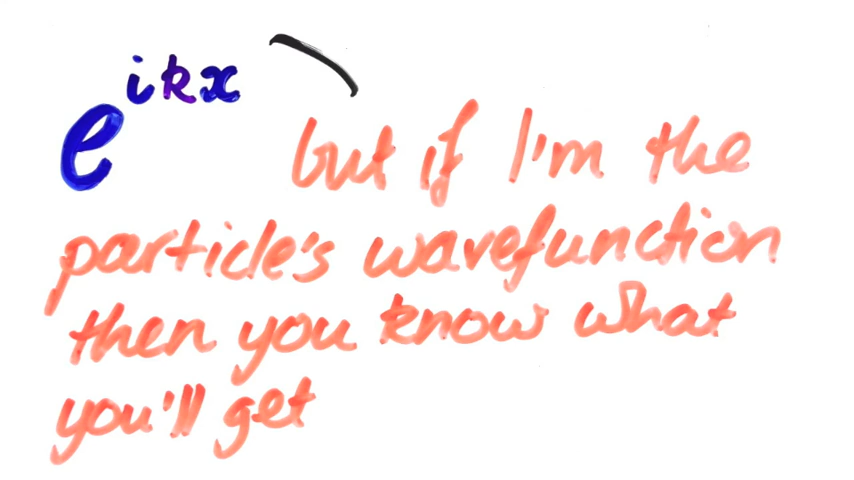 e^{ikx} but if I'm the
particle's wavefunction
then you know what
you'll get